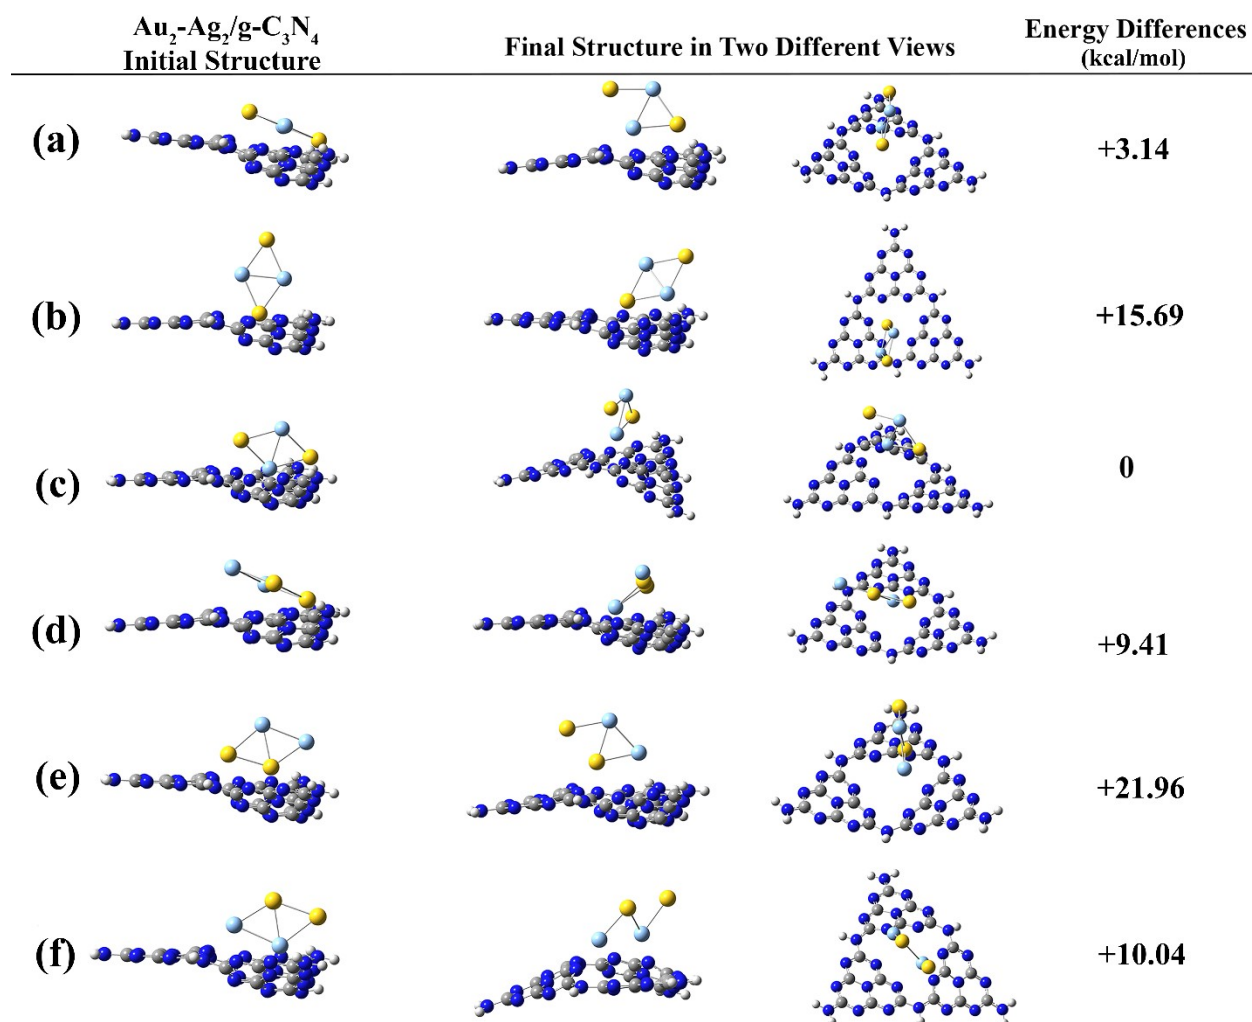 Au₂-Ag₂/g-C₃N₄
Initial Structure
Final Structure in Two Different Views
Energy Differences
(kcal/mol)
(a)
+3.14
(b)
+15.69
(c)
0
(d)
+9.41
(e)
+21.96
(f)
+10.04